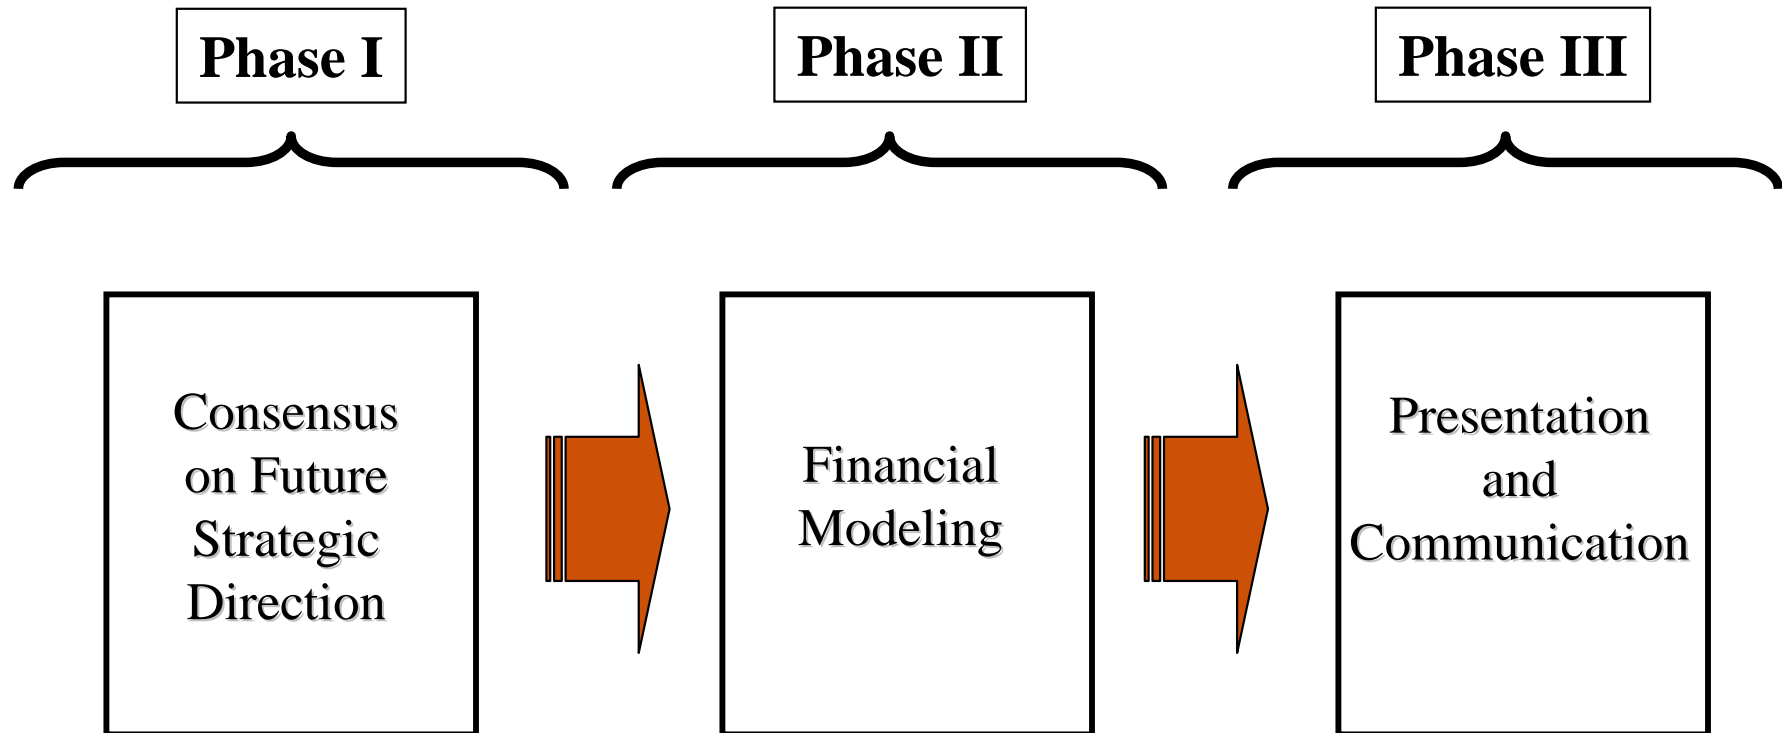 Phase I
Phase II
Phase III
Consensus
on Future
Strategic
Direction
Financial
Modeling
Presentation
and
Communication